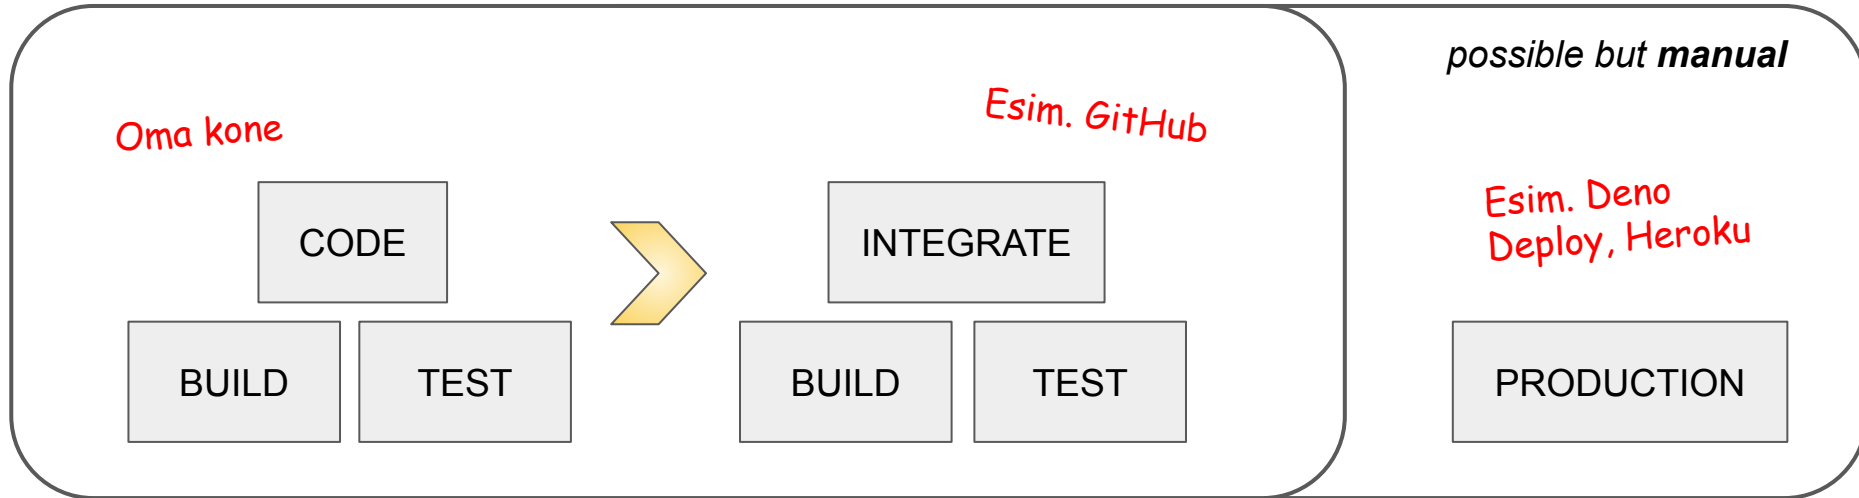 possible but manual
Oma kone
Esim. GitHub
CODE
INTEGRATE
Esim. Deno
Deploy, Heroku
BUILD
TEST
BUILD
TEST
PRODUCTION